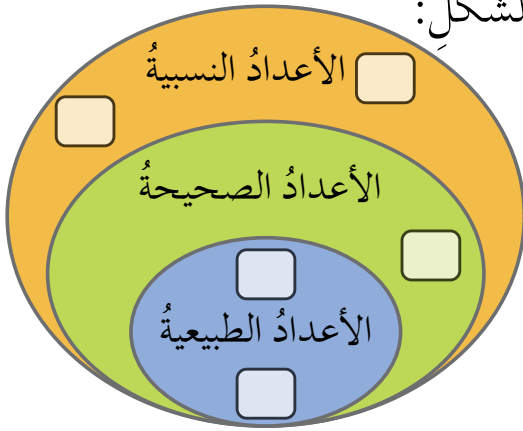 الشكلِ:
الأعدادُ النسبيةُ
الأعدادُ الصحيحةُ
الأعدادُ الطبيعيةُ